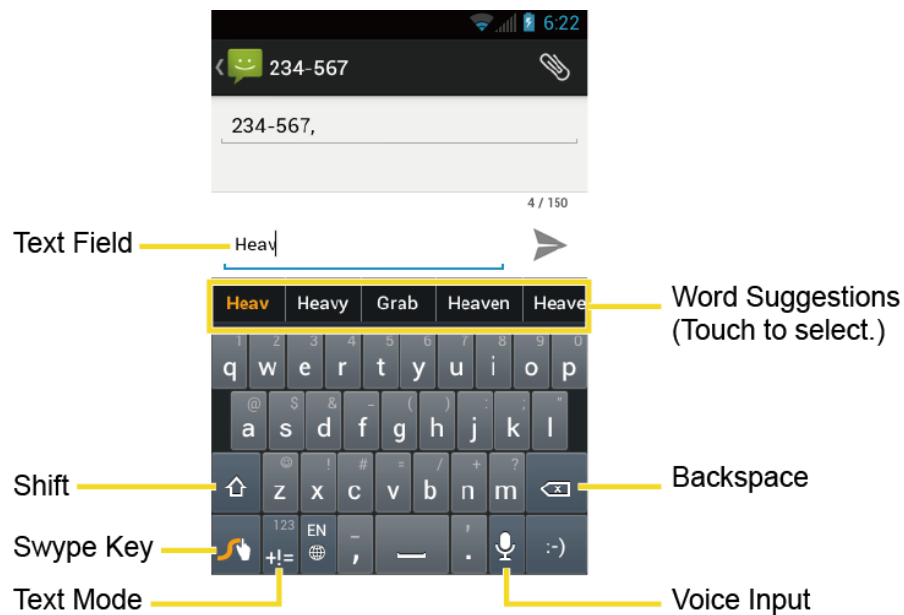 6:22
234-567
234-567,
4 / 150
Text Field
Heav
Heav Heavy Grab Heaven Heave
Word Suggestions
(Touch to select.)
1 2 3 4 5 6 7 8 9 0
q w e r t y u i o p
@ $ & _ ( ) : ; "
a s d f g h j k l
Shift
! # = / + ?
z x c v b n m
Backspace
Swype Key
123 EN _ '
+!= , . :-)
Text Mode
Voice Input